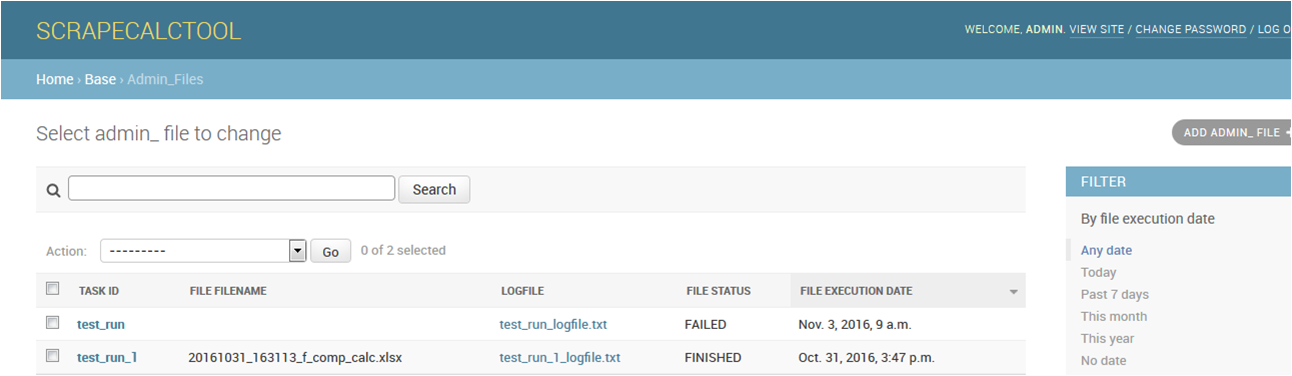 SCRAPECALCTOOL
WELCOME, ADMIN. VIEW SITE / CHANGE PASSWORD / LOG O
Home › Base › Admin_Files
Select admin_ file to change
ADD ADMIN_ FILE +
Search
FILTER
By file execution date
Any date
Today
Past 7 days
This month
This year
No date
Action: --------- Go 0 of 2 selected
TASK ID FILE FILENAME LOGFILE FILE STATUS FILE EXECUTION DATE
test_run test_run_logfile.txt FAILED Nov. 3, 2016, 9 a.m.
test_run_1 20161031_163113_f_comp_calc.xlsx test_run_1_logfile.txt FINISHED Oct. 31, 2016, 3:47 p.m.